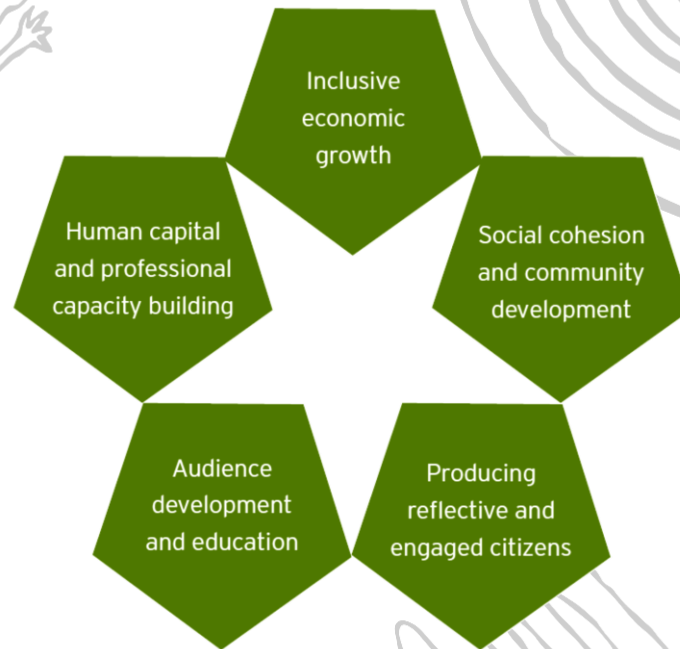 Inclusive
economic
growth
Human capital
and professional
capacity building
Social cohesion
and community
development
Audience
development
and education
Producing
reflective and
engaged citizens